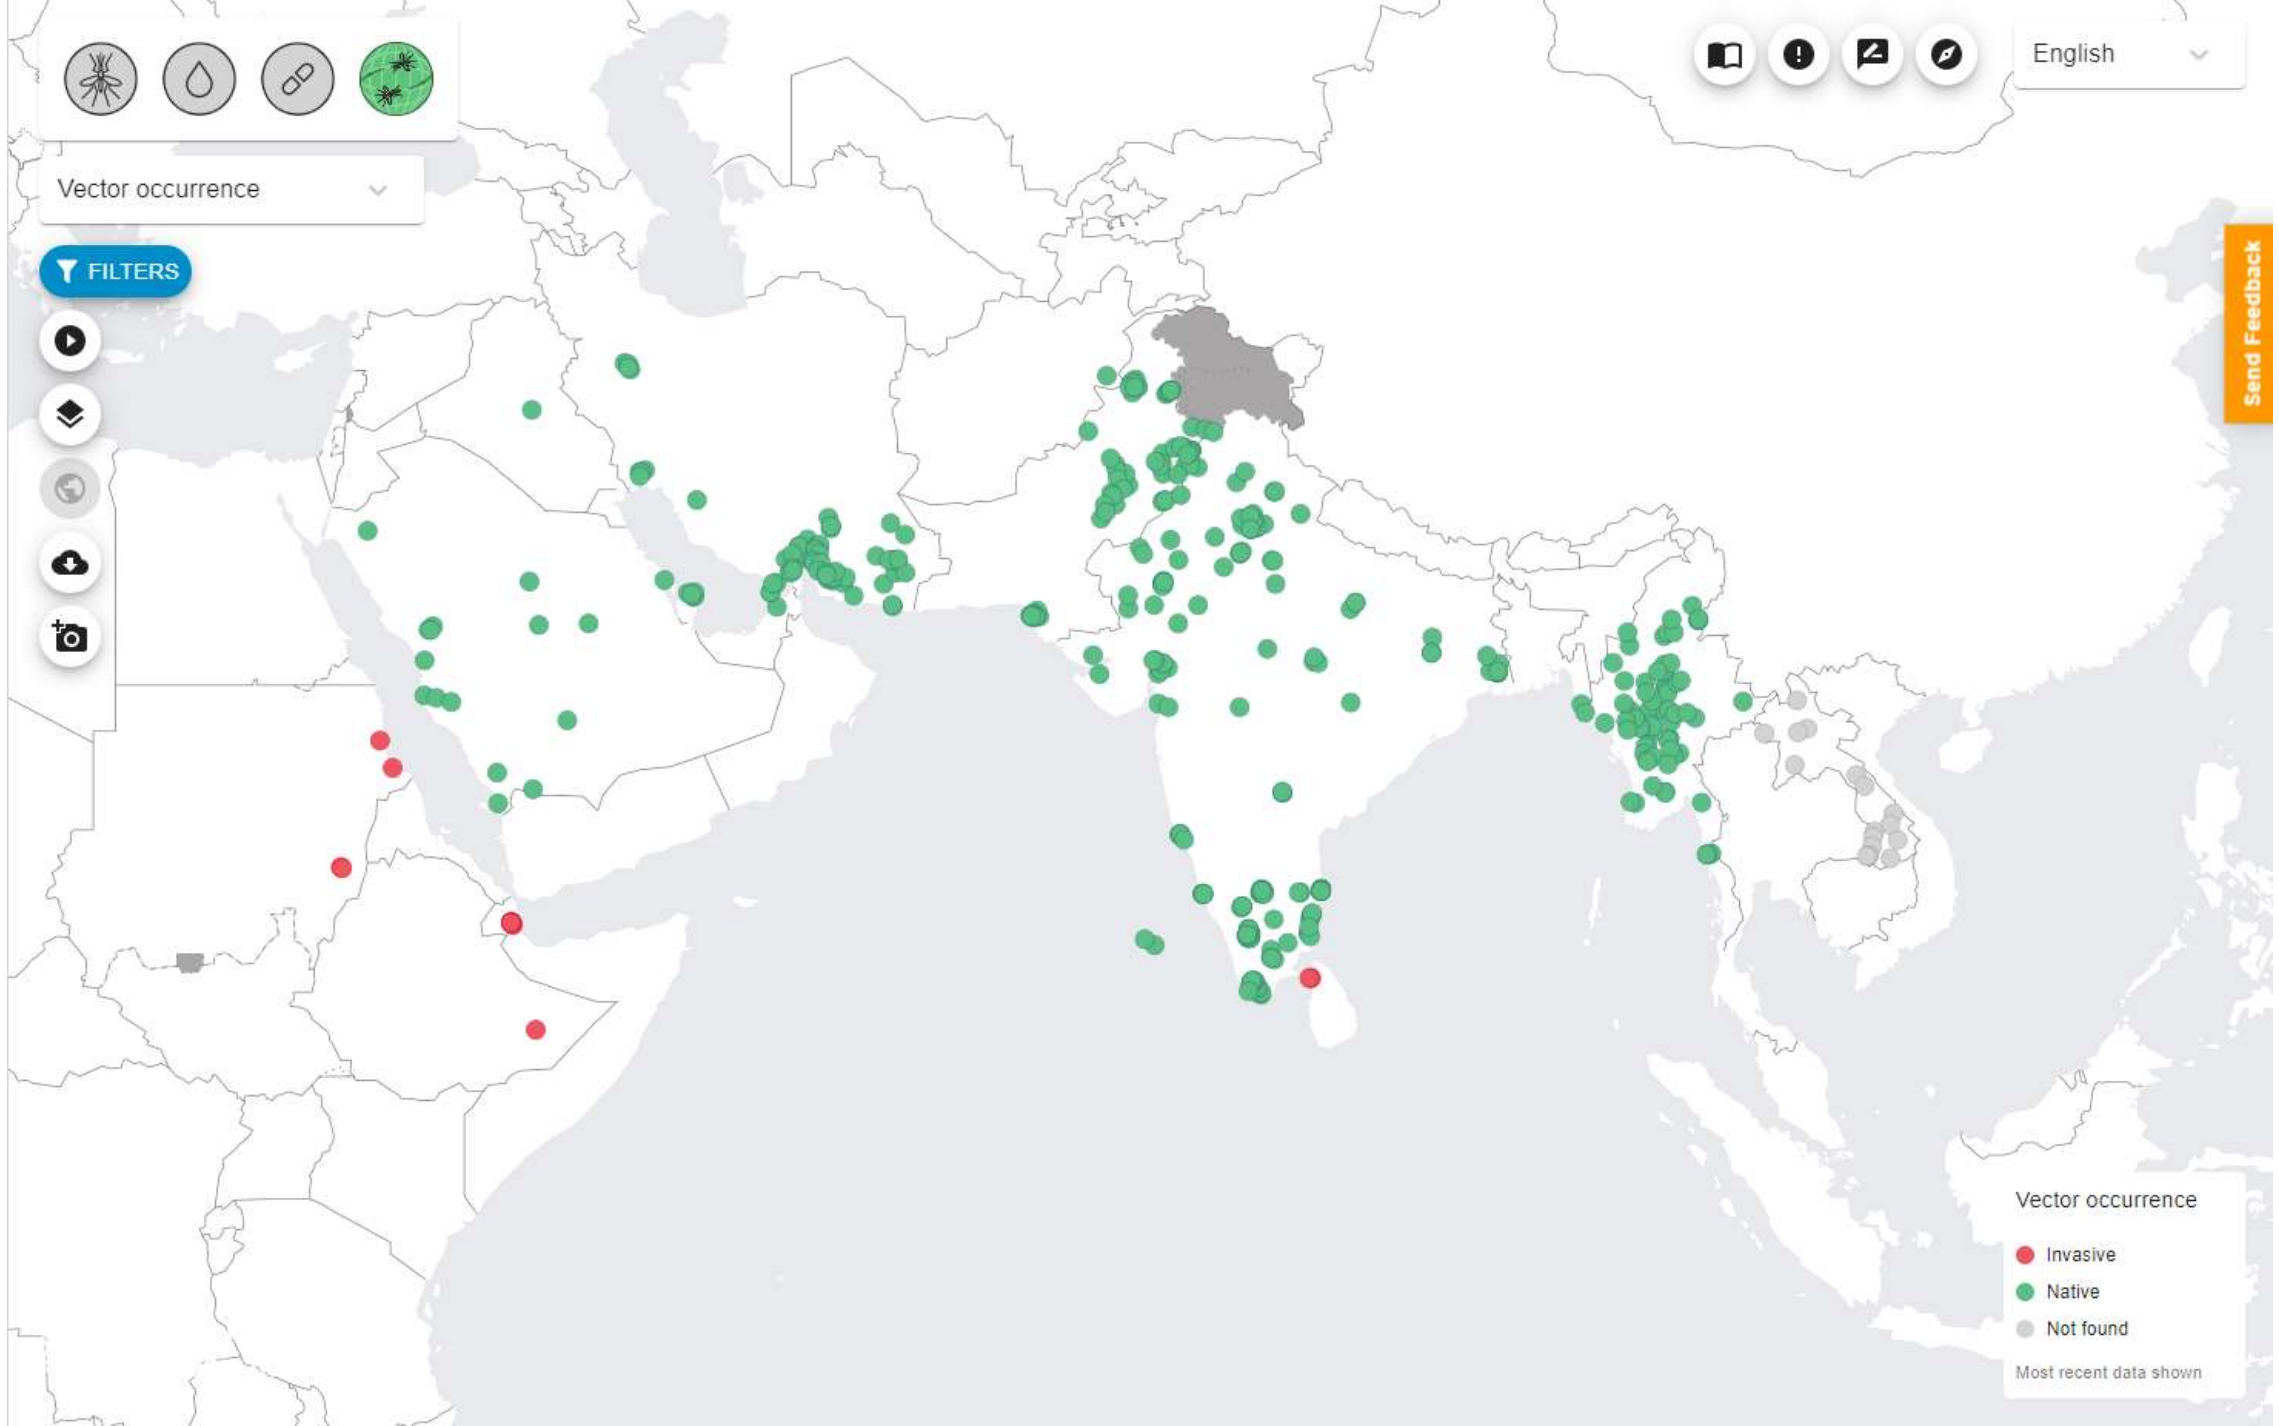 English
Vector occurrence
FILTERS
Send Feedback
Vector occurrence
Invasive
Native
Not found
Most recent data shown